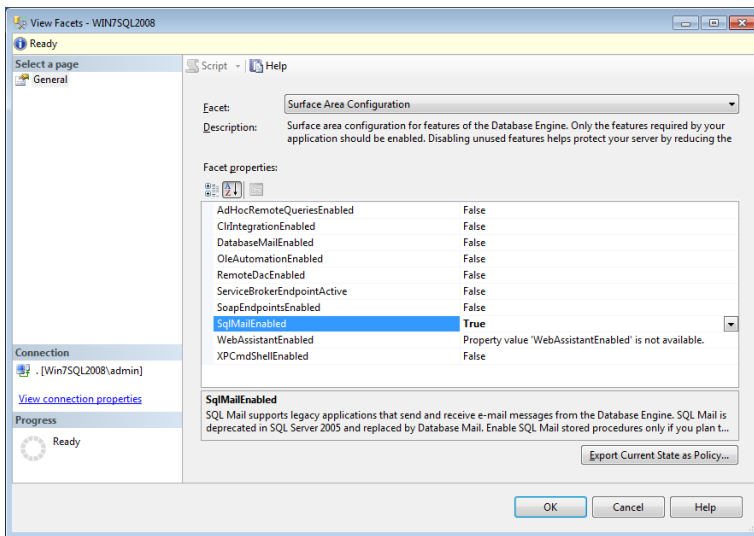 View Facets - WIN7SQL2008
Ready
Select a page
General
Script
Help
Facet:
Surface Area Configuration
Description:
Surface area configuration for features of the Database Engine. Only the features required by your
application should be enabled. Disabling unused features helps protect your server by reducing the
Facet properties:
AdHocRemoteQueriesEnabled False
ClrIntegrationEnabled False
DatabaseMailEnabled False
OleAutomationEnabled False
RemoteDacEnabled False
ServiceBrokerEndpointActive False
SoapEndpointsEnabled False
SqlMailEnabled True
WebAssistantEnabled Property value 'WebAssistantEnabled' is not available.
XPCmdShellEnabled False
Connection
. [Win7SQL2008\admin]
View connection properties
Progress
Ready
SqlMailEnabled
SQL Mail supports legacy applications that send and receive e-mail messages from the Database Engine. SQL Mail is
deprecated in SQL Server 2005 and replaced by Database Mail. Enable SQL Mail stored procedures only if you plan t...
Export Current State as Policy...
OK
Cancel
Help